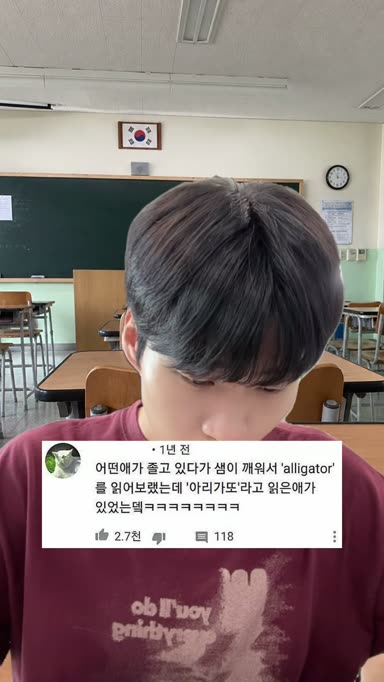 • 1년 전
어떤애가 졸고 있다가 샘이 깨워서 'alligator'
를 읽어보랬는데 '아리가또'라고 읽은애가
있었는뎈ㅋㅋㅋㅋㅋㅋㅋㅋ
2.7천 118
you'll do
everything